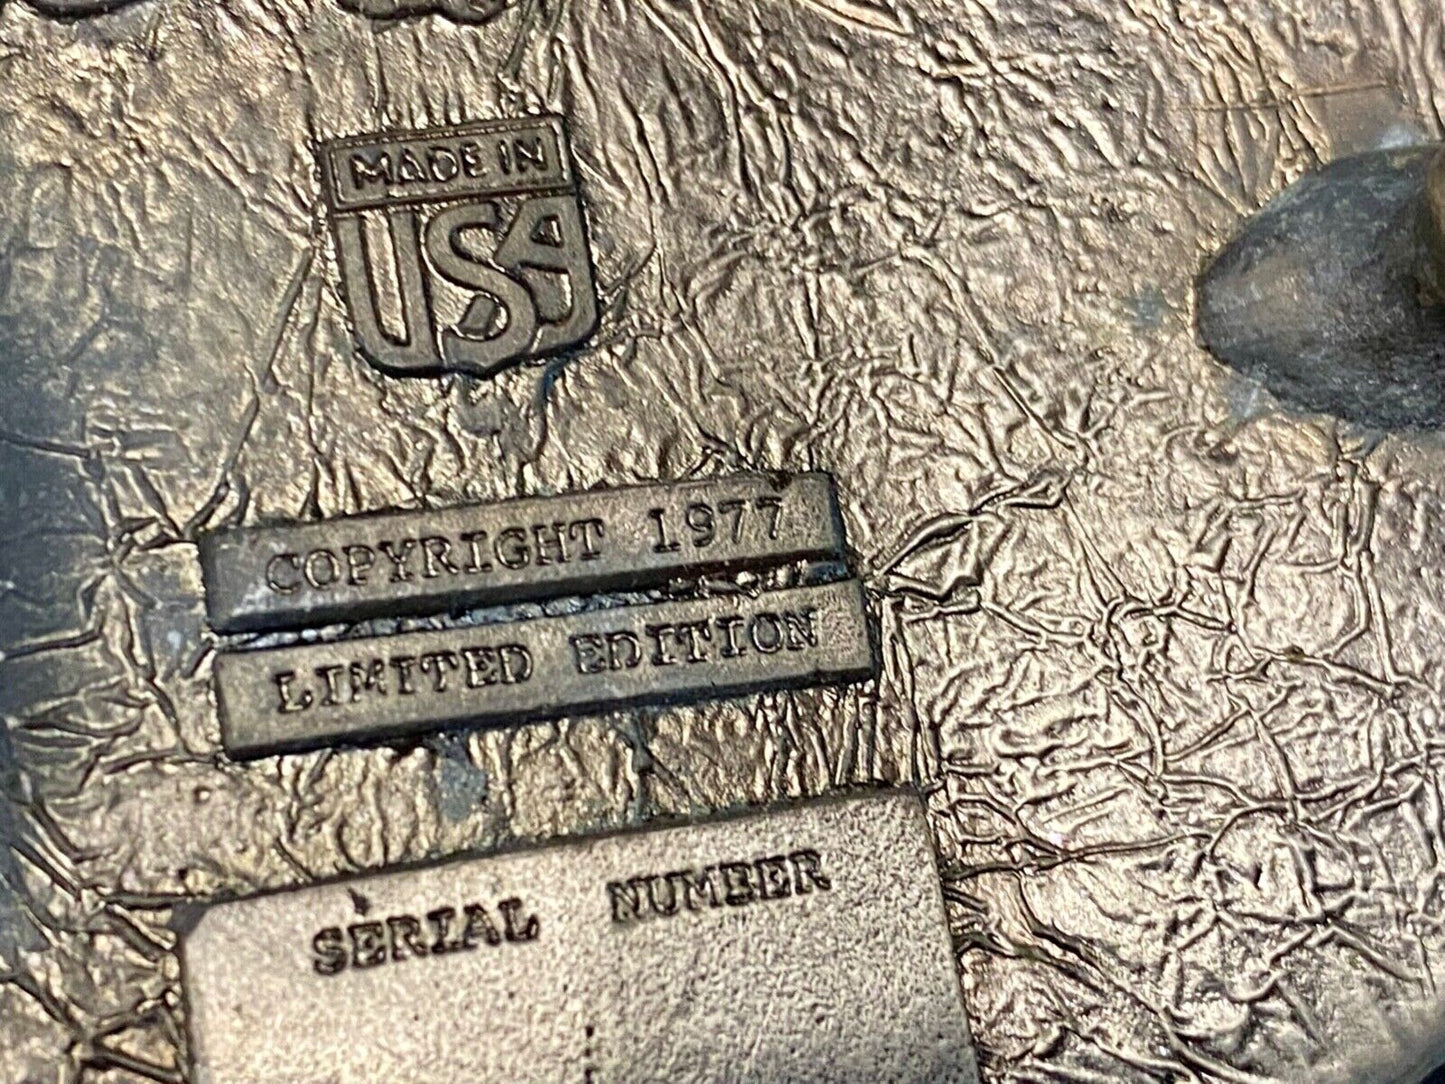 MADE IN
USA
COPYRIGHT 1977
LIMITED EDITION
SERIAL NUMBER